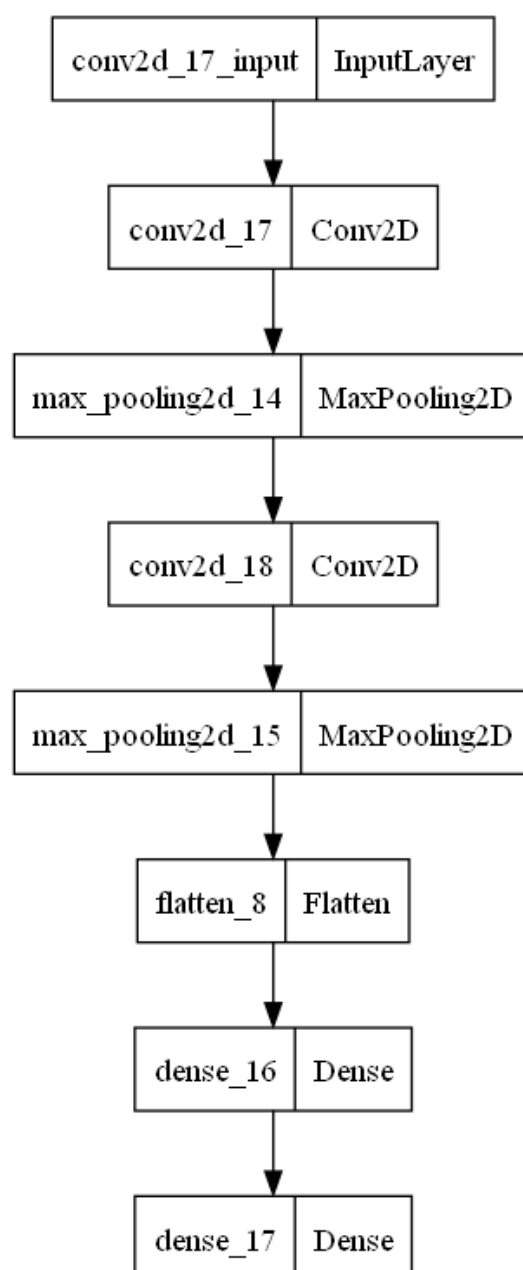 conv2d_17_input InputLayer
conv2d_17 Conv2D
max_pooling2d_14 MaxPooling2D
conv2d_18 Conv2D
max_pooling2d_15 MaxPooling2D
flatten_8 Flatten
dense_16 Dense
dense_17 Dense